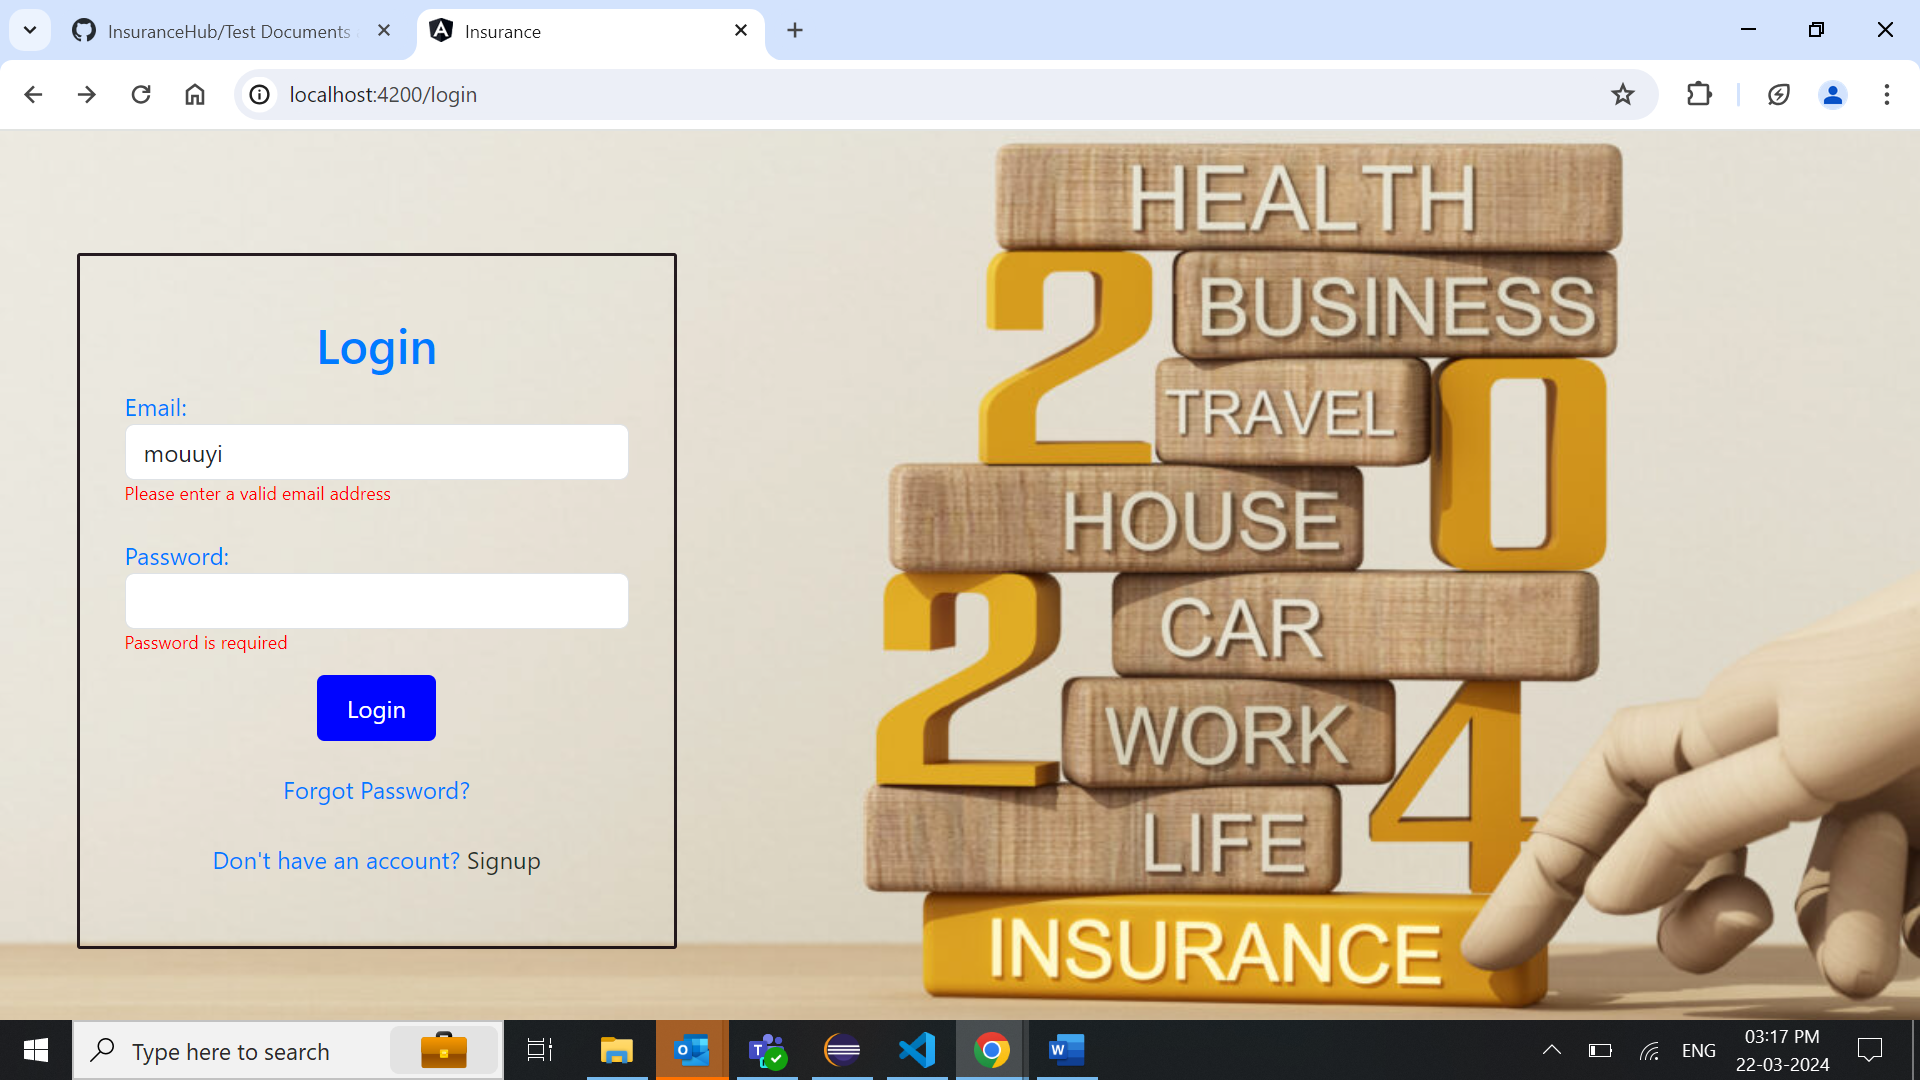 InsuranceHub/Test Documents
Insurance
localhost:4200/login
Login
Email:
mouuyi
Please enter a valid email address
Password:
Password is required
Login
Forgot Password?
Don't have an account? Signup
HEALTH
2 BUSINESS
TRAVEL 0
HOUSE
2 CAR
WORK 4
LIFE
INSURANCE
Type here to search
ENG
03:17 PM
22-03-2024